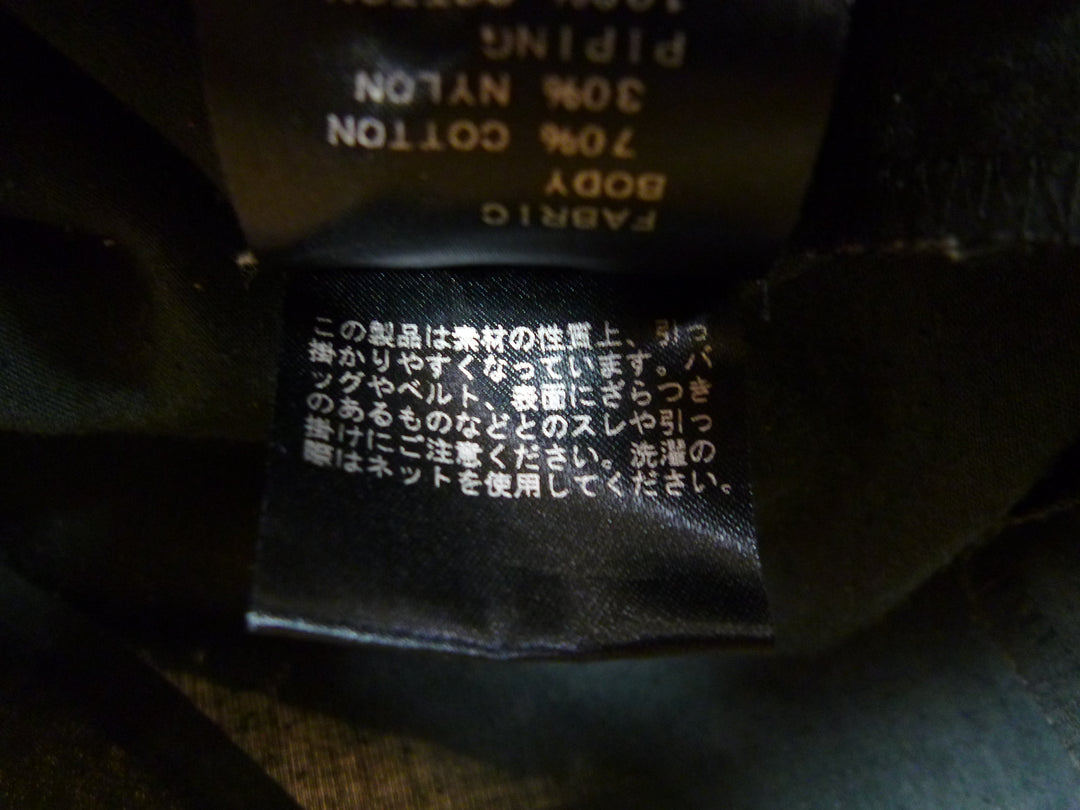 FABRIC
BODY
70% COTTON
30% NYLON
PIPING
100% COTTON
この製品は素材の性質上、引っ
掛かりやすくなっています。バ
ッグやベルト、表面にざらつき
のあるものなどとのスレや引っ
掛けにご注意ください。洗濯の
際はネットを使用してください。